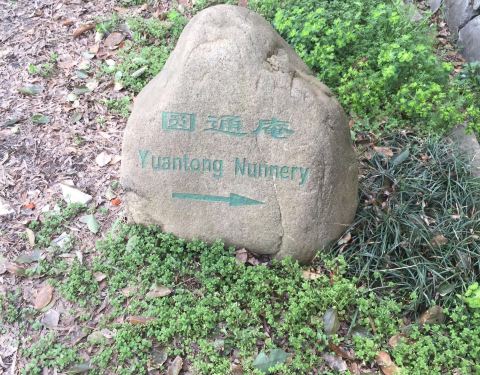 圆通庵
Yuantong Nunnery